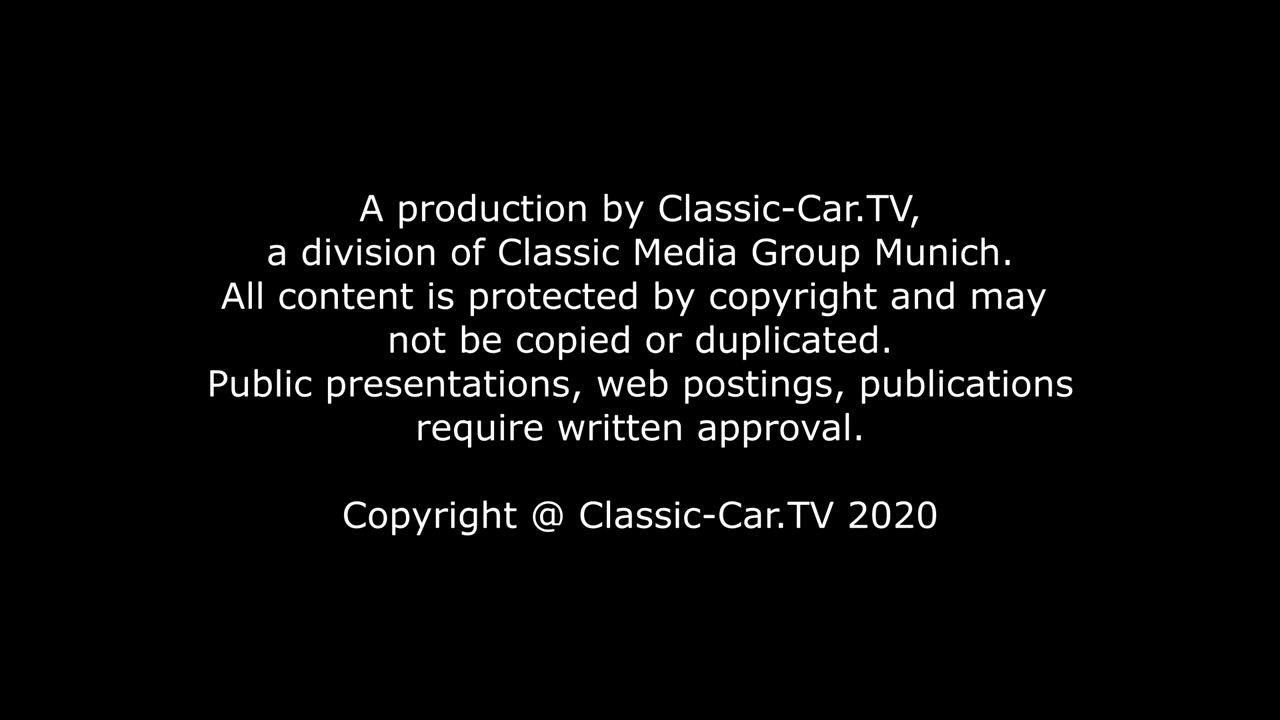 A production by Classic-Car.TV,
a division of Classic Media Group Munich.
All content is protected by copyright and may
not be copied or duplicated.
Public presentations, web postings, publications
require written approval.
Copyright @ Classic-Car.TV 2020